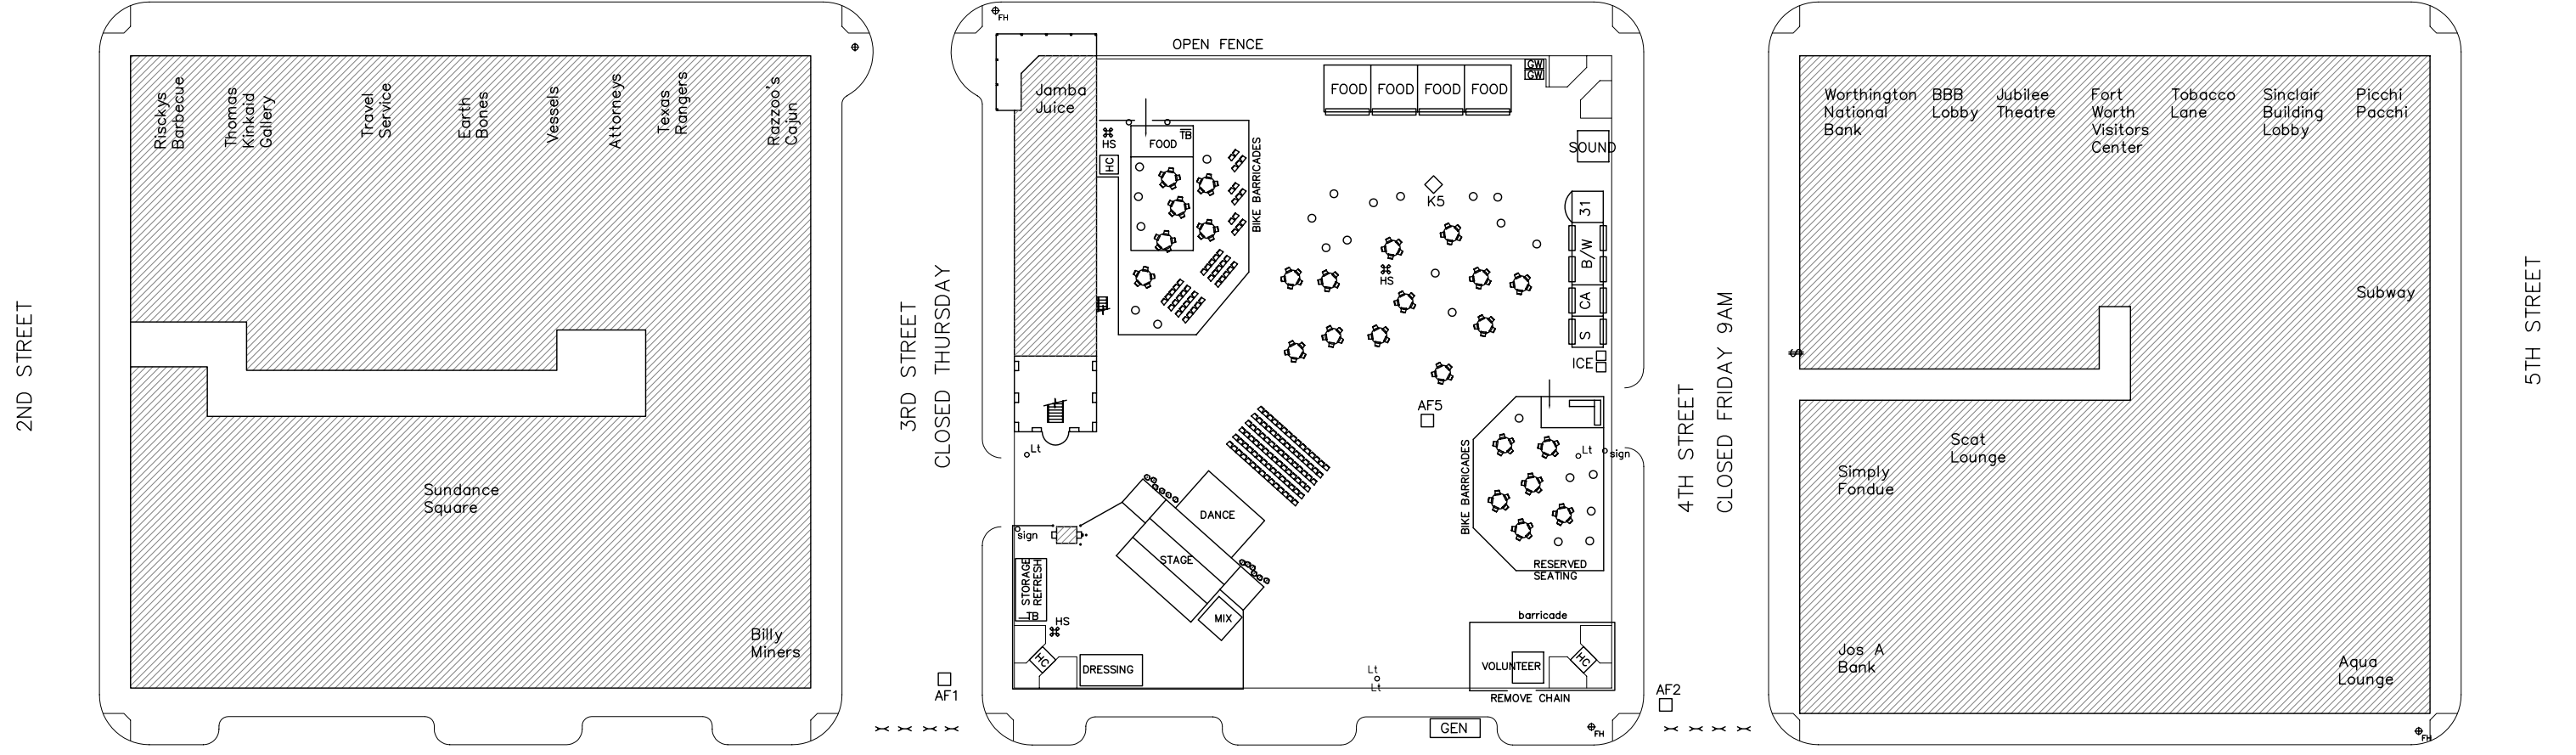 2ND STREET
Risckys
Barbecue
Thomas
Kinkaid
Gallery
Travel
Service
Earth
Bones
Vessels
Attorneys
Texas
Rangers
Razzoo's
Cajun
Sundance
Square
Billy
Miners
3RD STREET
CLOSED THURSDAY
AF1
FH
OPEN FENCE
Jamba
Juice
HS
HC
TB
FOOD
BIKE BARRICADES
FOOD
FOOD
FOOD
FOOD
GW
GW
SOUND
K5
HS
31
B/W
CA
S
ICE
AF5
Lt
sign
BIKE BARRICADES
Lt
sign
RESERVED
SEATING
DANCE
STAGE
MIX
STORAGE
REFRESH
TB
HS
HC
DRESSING
Lt
Lt
barricade
VOLUNTEER
HC
REMOVE CHAIN
GEN
FH
4TH STREET
CLOSED FRIDAY 9AM
AF2
Worthington
National
Bank
BBB
Lobby
Jubilee
Theatre
Fort
Worth
Visitors
Center
Tobacco
Lane
Sinclair
Building
Lobby
Picchi
Pacchi
Subway
Scat
Lounge
Simply
Fondue
Jos A
Bank
Aqua
Lounge
FH
5TH STREET